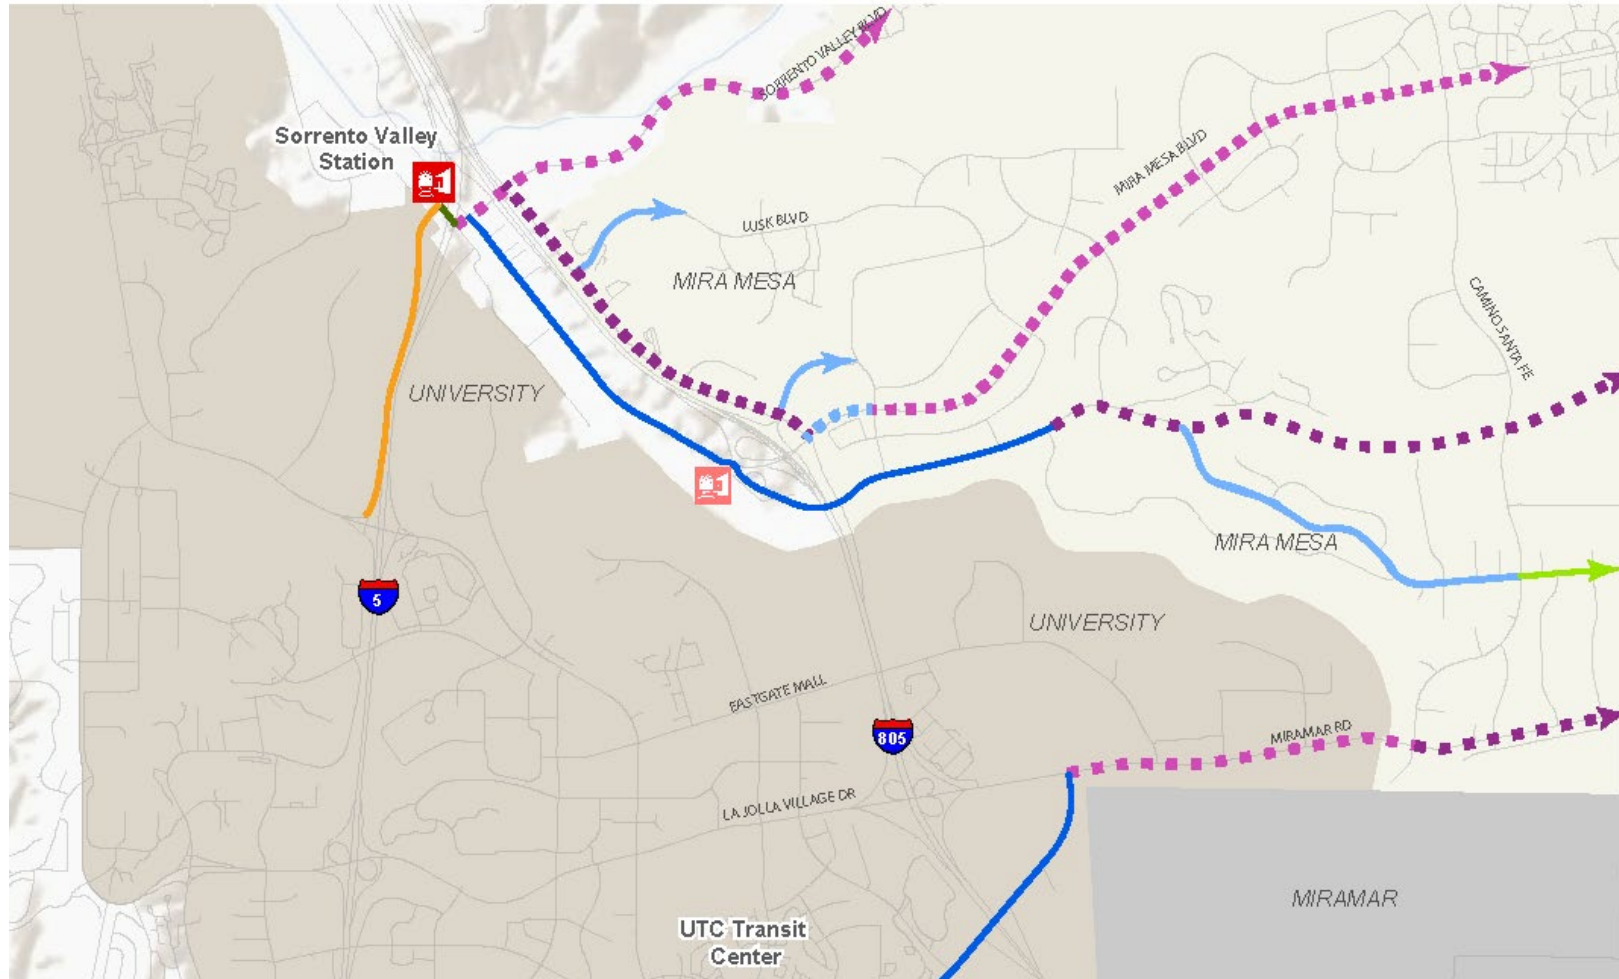 SORRENTO VALLEY BLVD
Sorrento Valley
Station
MIRA MESA BLVD
LUSK BLVD
MIRA MESA
CAMINO SANTA FE
UNIVERSITY
MIRA MESA
5
UNIVERSITY
EASTGATE MALL
805
MIRAMAR RD
LA JOLLA VILLAGE DR
MIRAMAR
UTC Transit
Center